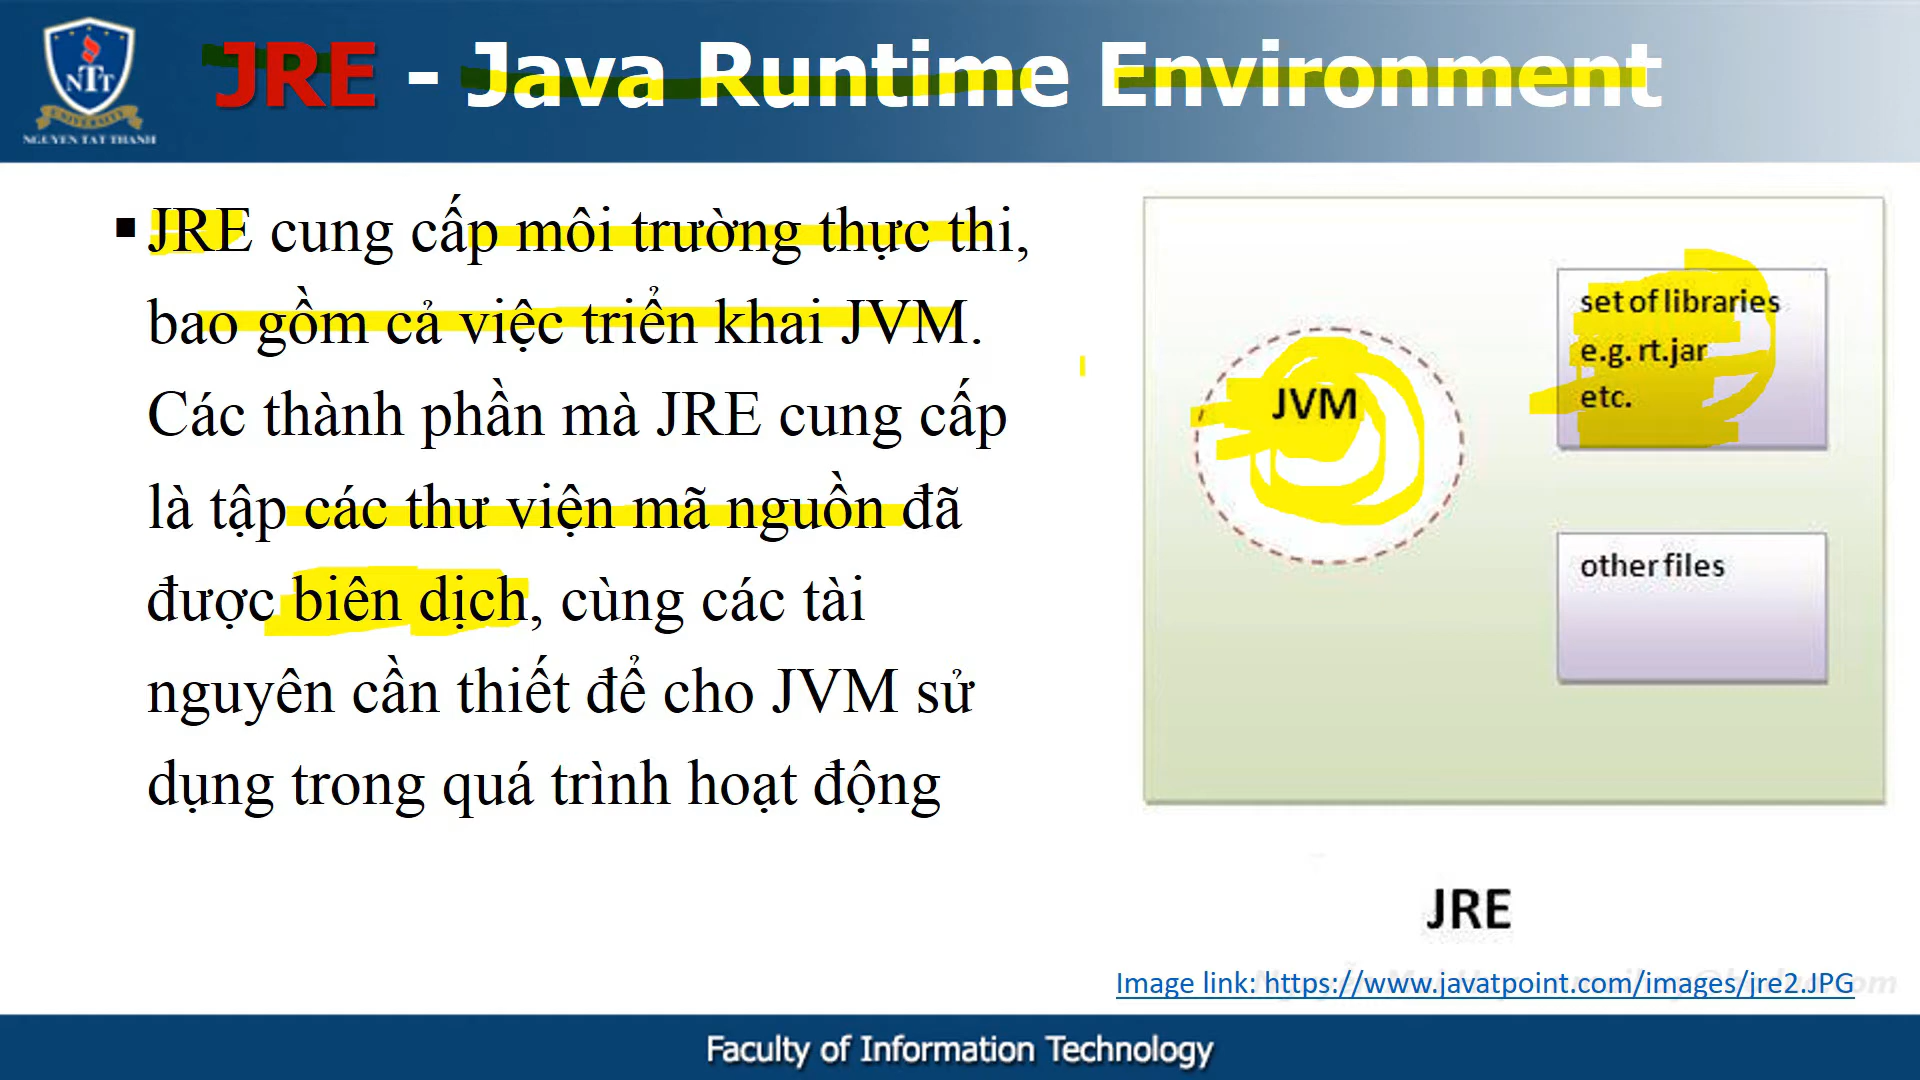 NTT
UNIVERSITY
NGUYEN TAT THANH
JRE - Java Runtime Environment
▪ JRE cung cấp môi trường thực thi,
bao gồm cả việc triển khai JVM.
Các thành phần mà JRE cung cấp
là tập các thư viện mã nguồn đã
được biên dịch, cùng các tài
nguyên cần thiết để cho JVM sử
dụng trong quá trình hoạt động
JVM
set of libraries
e.g. rt.jar
etc.
other files
JRE
Image link: https://www.javatpoint.com/images/jre2.JPG
Faculty of Information Technology